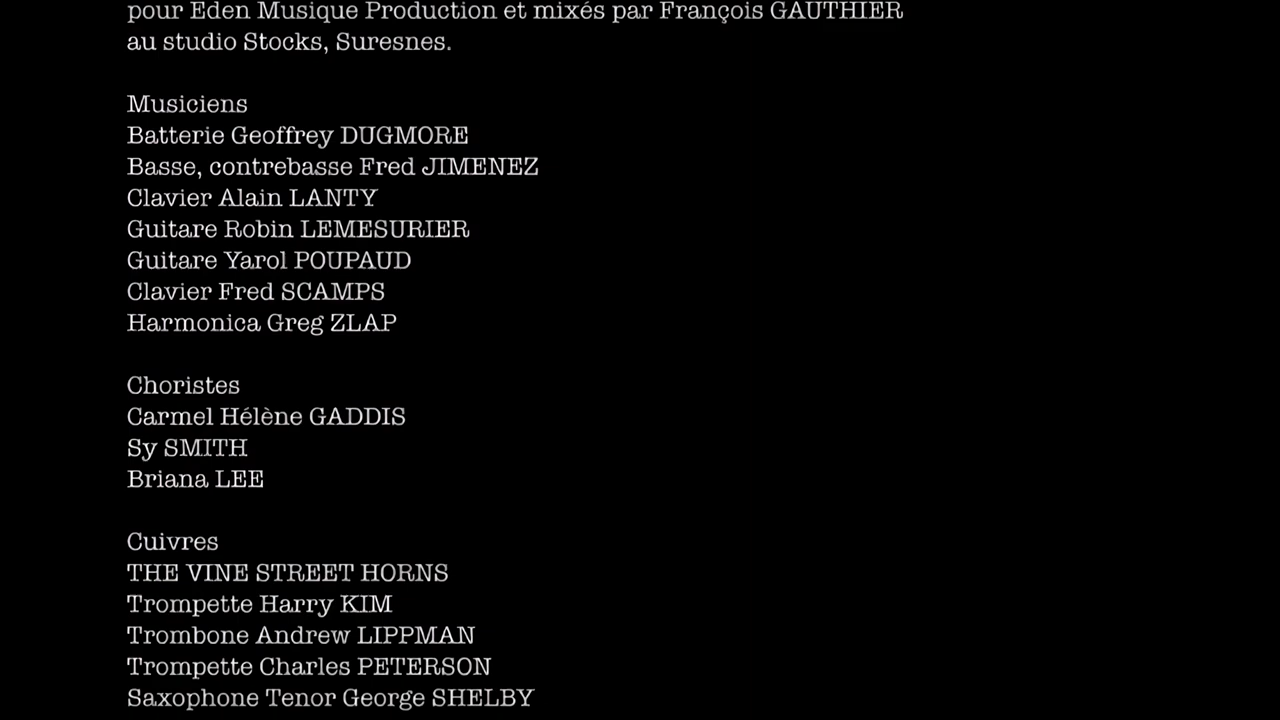 pour Eden Musique Production et mixés par François GAUTHIER
au studio Stocks, Suresnes.
Musiciens
Batterie Geoffrey DUGMORE
Basse, contrebasse Fred JIMENEZ
Clavier Alain LANTY
Guitare Robin LEMESURIER
Guitare Yarol POUPAUD
Clavier Fred SCAMPS
Harmonica Greg ZLAP
Choristes
Carmel Hélène GADDIS
Sy SMITH
Briana LEE
Cuivres
THE VINE STREET HORNS
Trompette Harry KIM
Trombone Andrew LIPPMAN
Trompette Charles PETERSON
Saxophone Tenor George SHELBY